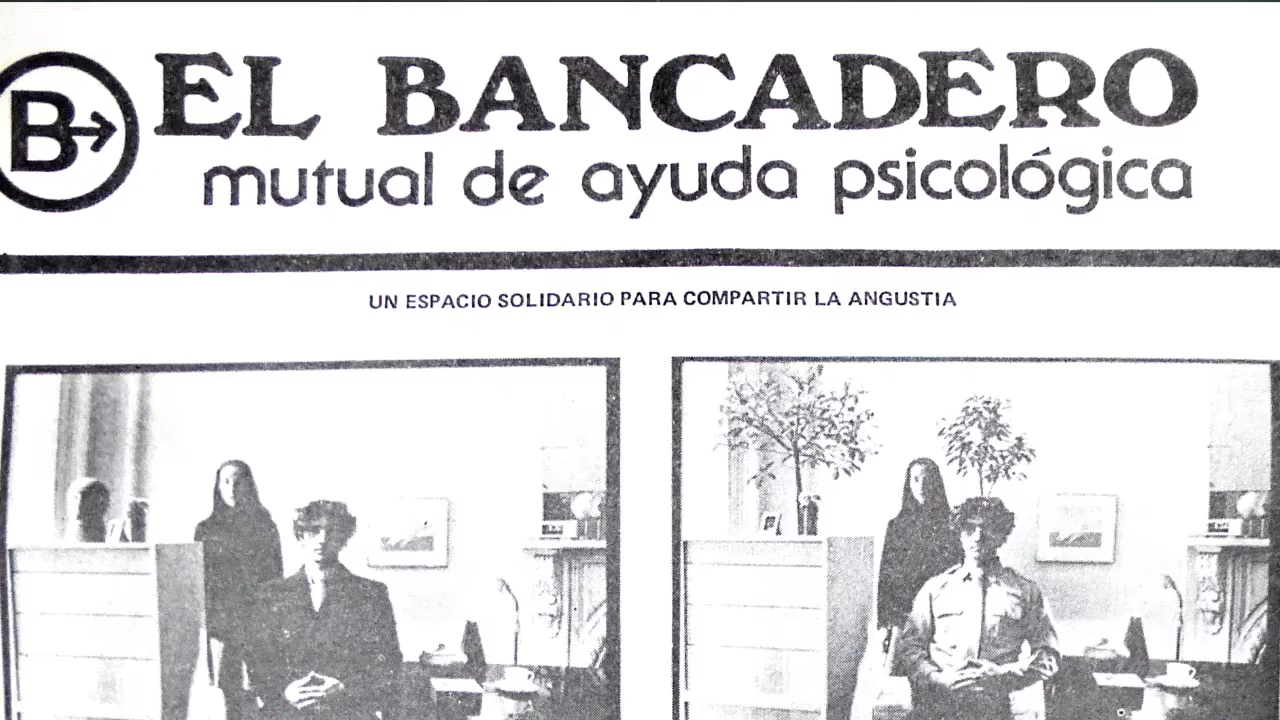 B
EL BANCADERO
mutual de ayuda psicológica
UN ESPACIO SOLIDARIO PARA COMPARTIR LA ANGUSTIA